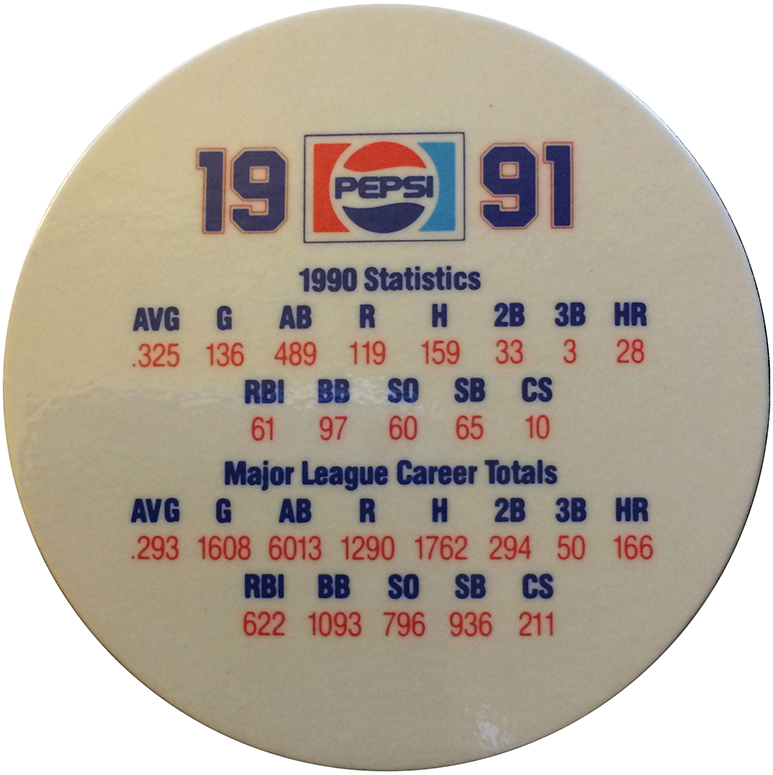 19 PEPSI 91
1990 Statistics
AVG G AB R H 2B 3B HR
.325 136 489 119 159 33 3 28
RBI BB SO SB CS
61 97 60 65 10
Major League Career Totals
AVG G AB R H 2B 3B HR
.293 1608 6013 1290 1762 294 50 166
RBI BB SO SB CS
622 1093 796 936 211